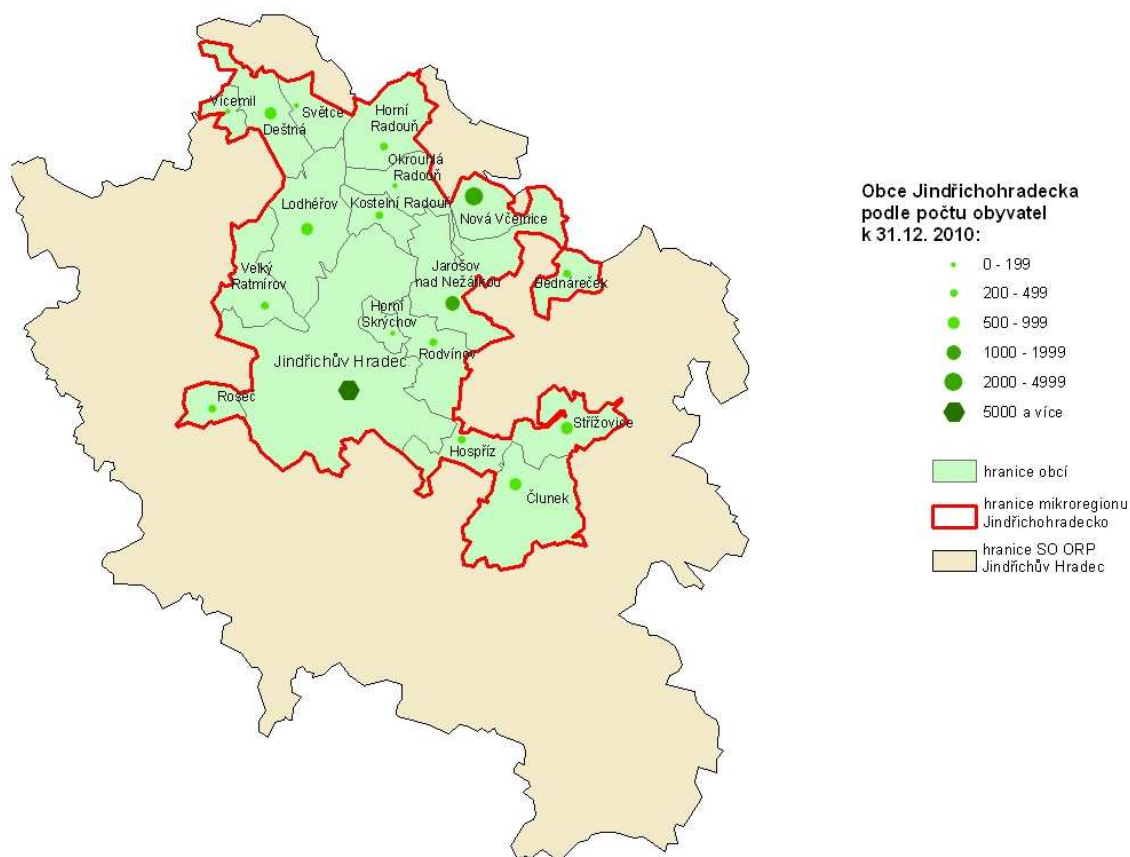 Vícemil
Světce
Deštná
Horní
Radouň
Okrouhlá
Radouň
Lodhéřov
Kostelní Radouň
Nová Včelnice
Velký
Ratmírov
Jarošov
nad Nežárkou
Bednáreček
Horní
Skrýchov
Rodvínov
Jindřichův Hradec
Roseč
Střížovice
Hospříz
Člunek
Obce Jindřichohradecka
podle počtu obyvatel
k 31.12. 2010:
0 - 199
200 - 499
500 - 999
1000 - 1999
2000 - 4999
5000 a více
hranice obcí
hranice mikroregionu
Jindřichohradecko
hranice SO ORP
Jindřichův Hradec